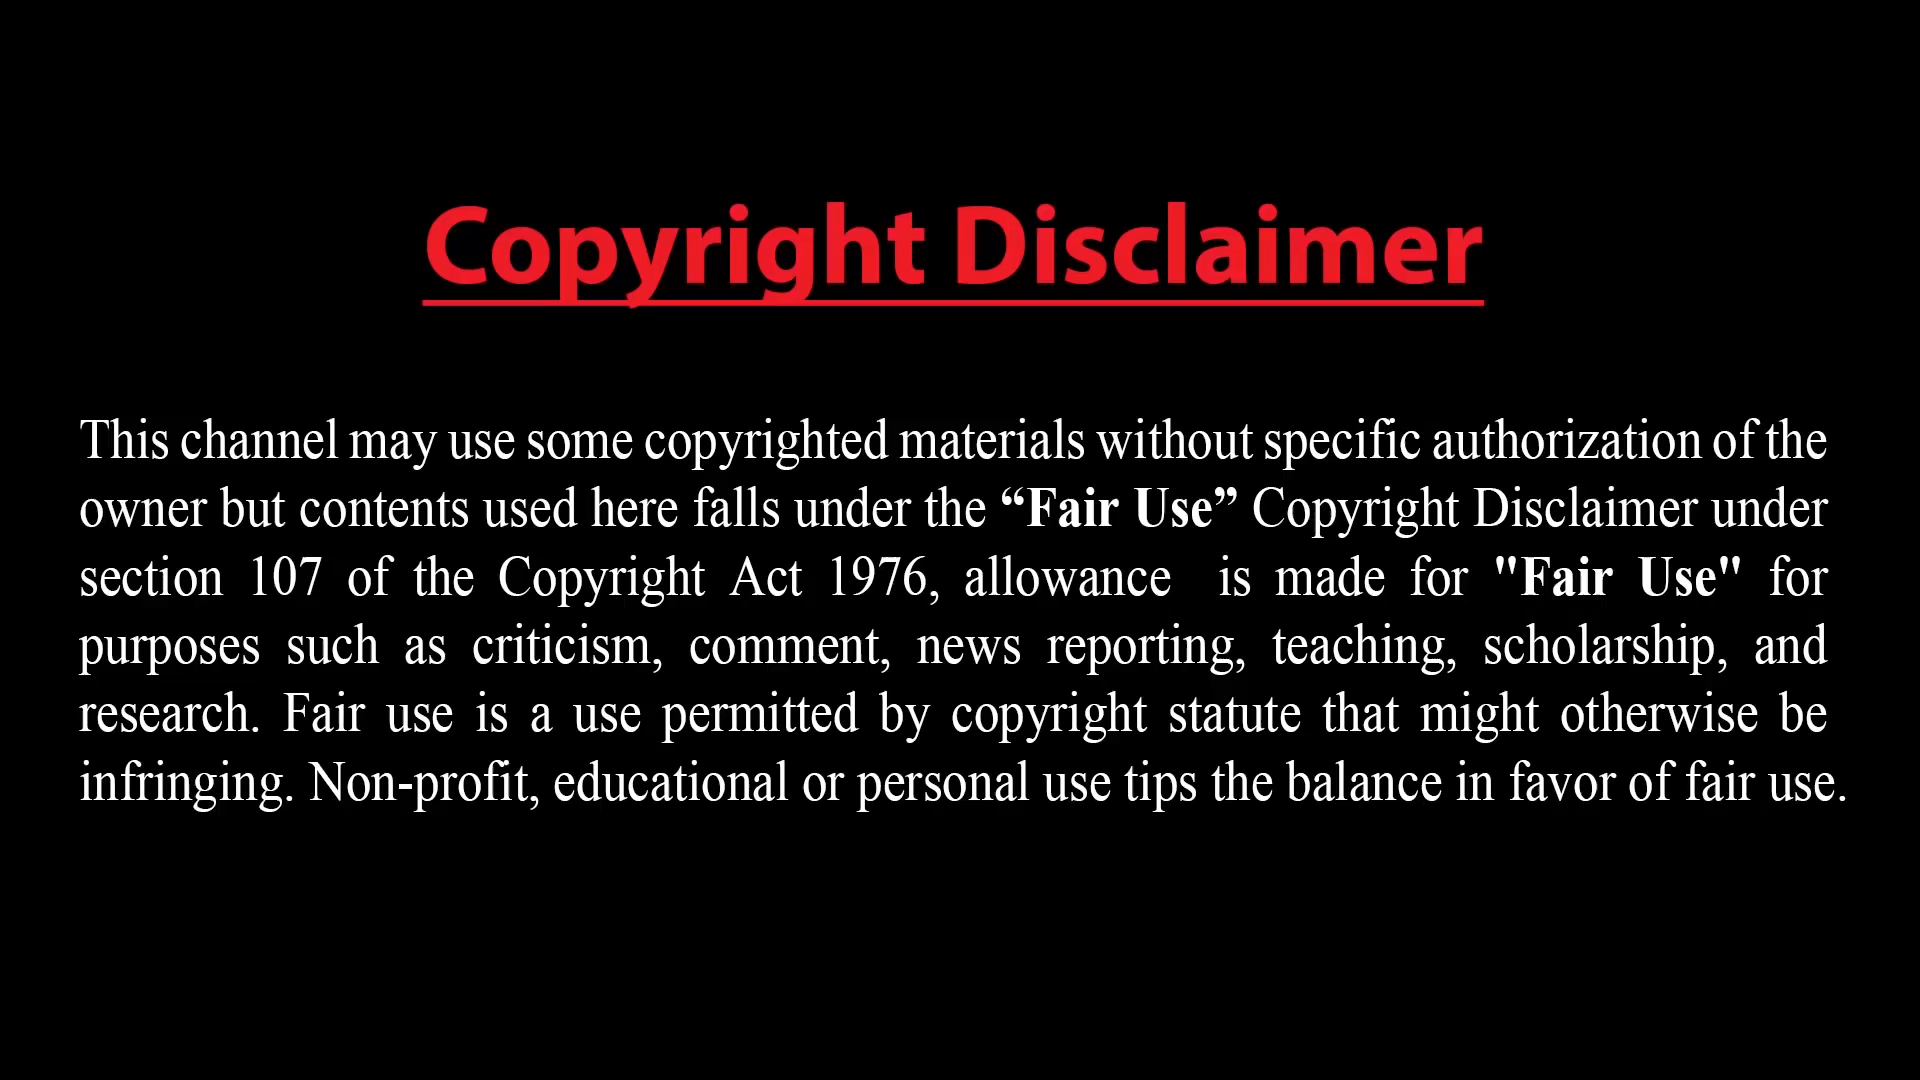 Copyright Disclaimer
This channel may use some copyrighted materials without specific authorization of the
owner but contents used here falls under the “Fair Use” Copyright Disclaimer under
section 107 of the Copyright Act 1976, allowance  is made for "Fair Use" for
purposes such as criticism, comment, news reporting, teaching, scholarship, and
research. Fair use is a use permitted by copyright statute that might otherwise be
infringing. Non-profit, educational or personal use tips the balance in favor of fair use.